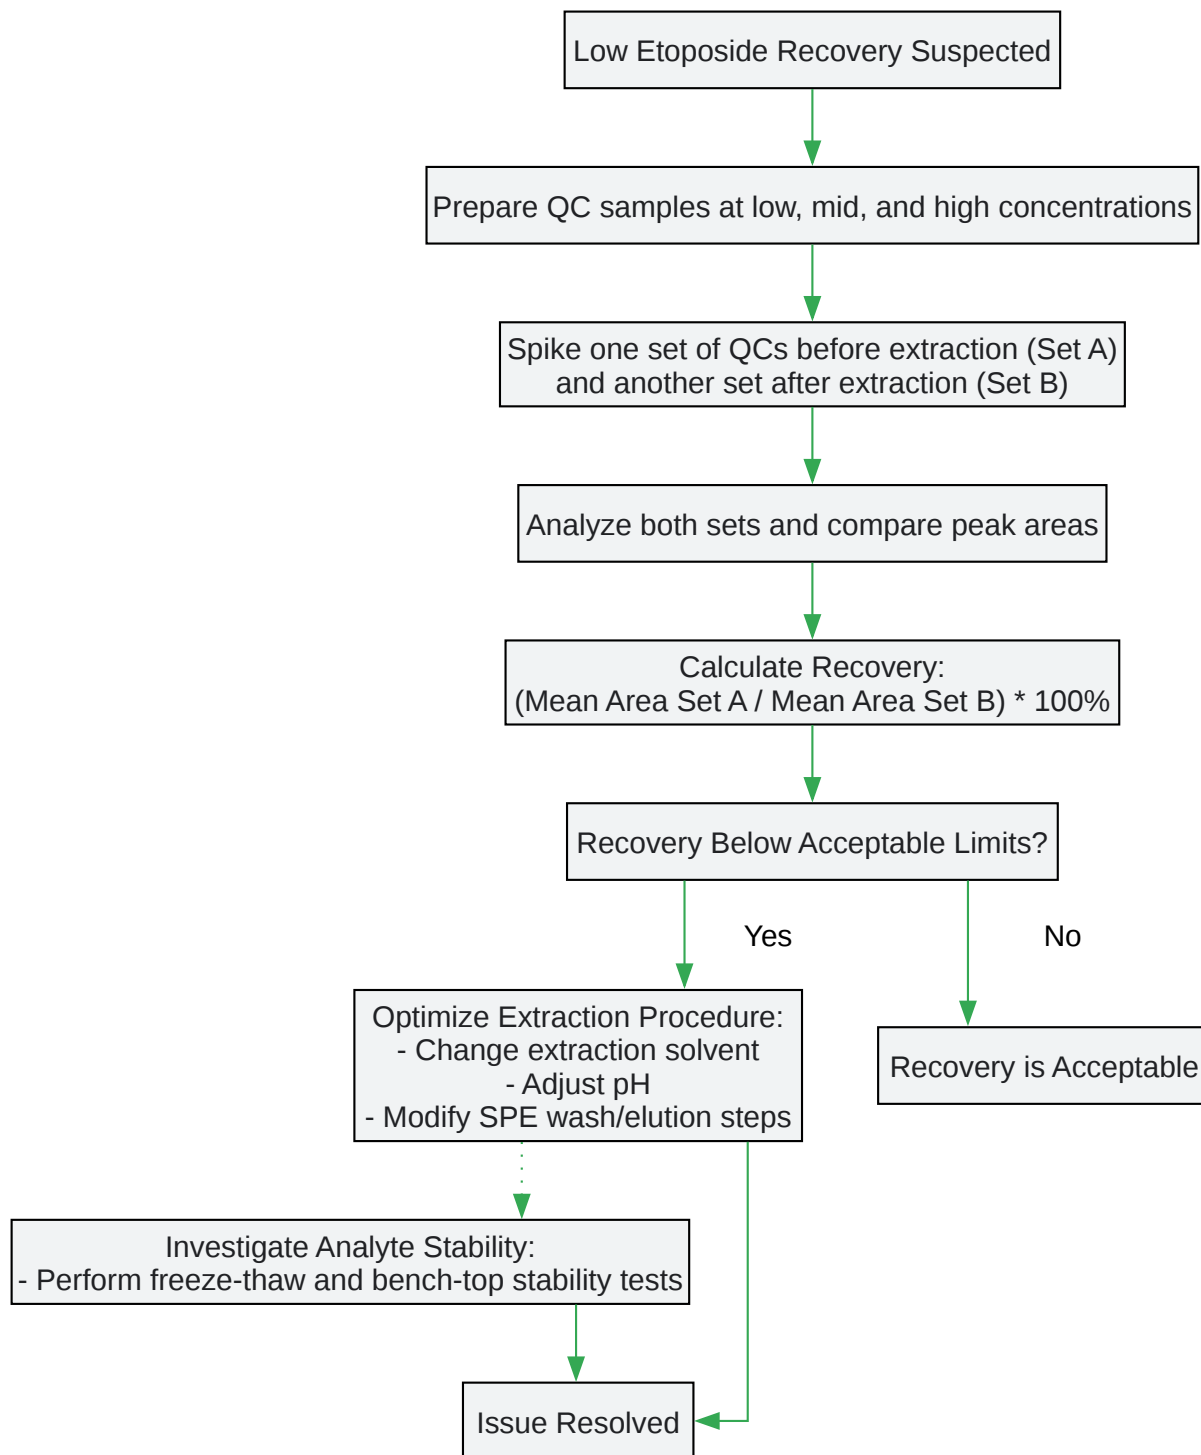 Low Etoposide Recovery Suspected
Prepare QC samples at low, mid, and high concentrations
Spike one set of QCs before extraction (Set A)
and another set after extraction (Set B)
Analyze both sets and compare peak areas
Calculate Recovery:
(Mean Area Set A / Mean Area Set B) * 100%
Recovery Below Acceptable Limits?
Yes
No
Optimize Extraction Procedure:
- Change extraction solvent
- Adjust pH
- Modify SPE wash/elution steps
Recovery is Acceptable
Investigate Analyte Stability:
- Perform freeze-thaw and bench-top stability tests
Issue Resolved